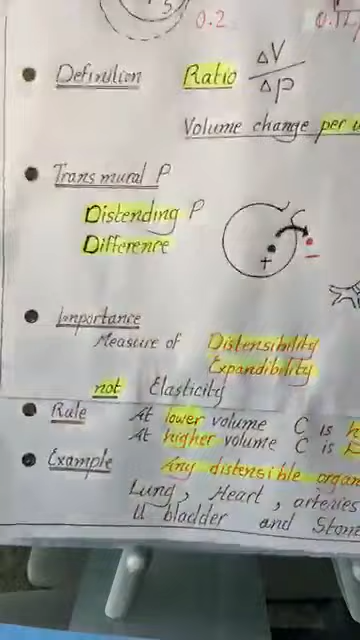 0.2
Definition Ratio ΔV
ΔP
Volume change per
Transmural P
Distending P
Difference
+ −
Importance
Measure of Distensibility
Expandibility
not Elasticity
Rule At lower volume C is
At higher volume C is
Example Any distensible organ
Lung, Heart, arteries
U bladder and